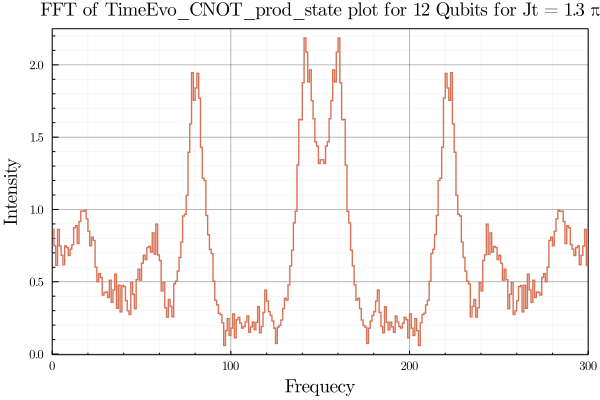 FFT of TimeEvo_CNOT_prod_state plot for 12 Qubits for Jt = 1.3 π
2.0
1.5
1.0
0.5
0.0
Intensity
0 100 200 300
Frequecy